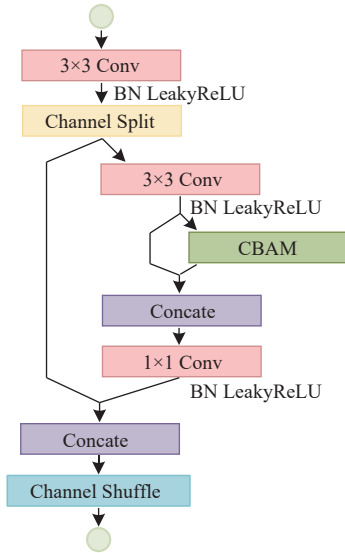 3×3 Conv
BN LeakyReLU
Channel Split
3×3 Conv
BN LeakyReLU
CBAM
Concate
1×1 Conv
BN LeakyReLU
Concate
Channel Shuffle